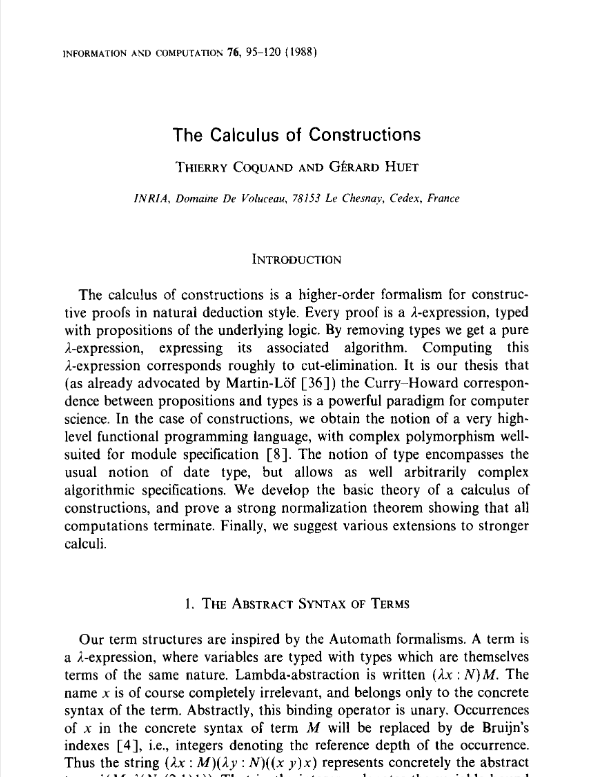 INFORMATION AND COMPUTATION 76, 95–120 (1988)
The Calculus of Constructions
THIERRY COQUAND AND GÉRARD HUET
INRIA, Domaine De Voluceau, 78153 Le Chesnay, Cedex, France
INTRODUCTION
The calculus of constructions is a higher-order formalism for construc-
tive proofs in natural deduction style. Every proof is a λ-expression, typed
with propositions of the underlying logic. By removing types we get a pure
λ-expression, expressing its associated algorithm. Computing this
λ-expression corresponds roughly to cut-elimination. It is our thesis that
(as already advocated by Martin-Löf [36]) the Curry–Howard correspon-
dence between propositions and types is a powerful paradigm for computer
science. In the case of constructions, we obtain the notion of a very high-
level functional programming language, with complex polymorphism well-
suited for module specification [8]. The notion of type encompasses the
usual notion of date type, but allows as well arbitrarily complex
algorithmic specifications. We develop the basic theory of a calculus of
constructions, and prove a strong normalization theorem showing that all
computations terminate. Finally, we suggest various extensions to stronger
calculi.
1. THE ABSTRACT SYNTAX OF TERMS
Our term structures are inspired by the Automath formalisms. A term is
a λ-expression, where variables are typed with types which are themselves
terms of the same nature. Lambda-abstraction is written (λx : N)M. The
name x is of course completely irrelevant, and belongs only to the concrete
syntax of the term. Abstractly, this binding operator is unary. Occurrences
of x in the concrete syntax of term M will be replaced by de Bruijn's
indexes [4], i.e., integers denoting the reference depth of the occurrence.
Thus the string (λx : M)(λy : N)((x y)x) represents concretely the abstract